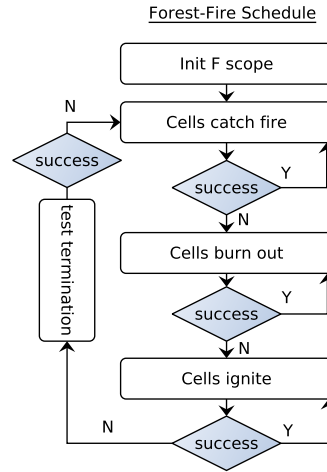 Forest-Fire Schedule
Init F scope
N
Cells catch fire
success
success
Y
N
test termination
Cells burn out
success
Y
N
Cells ignite
N
success
Y